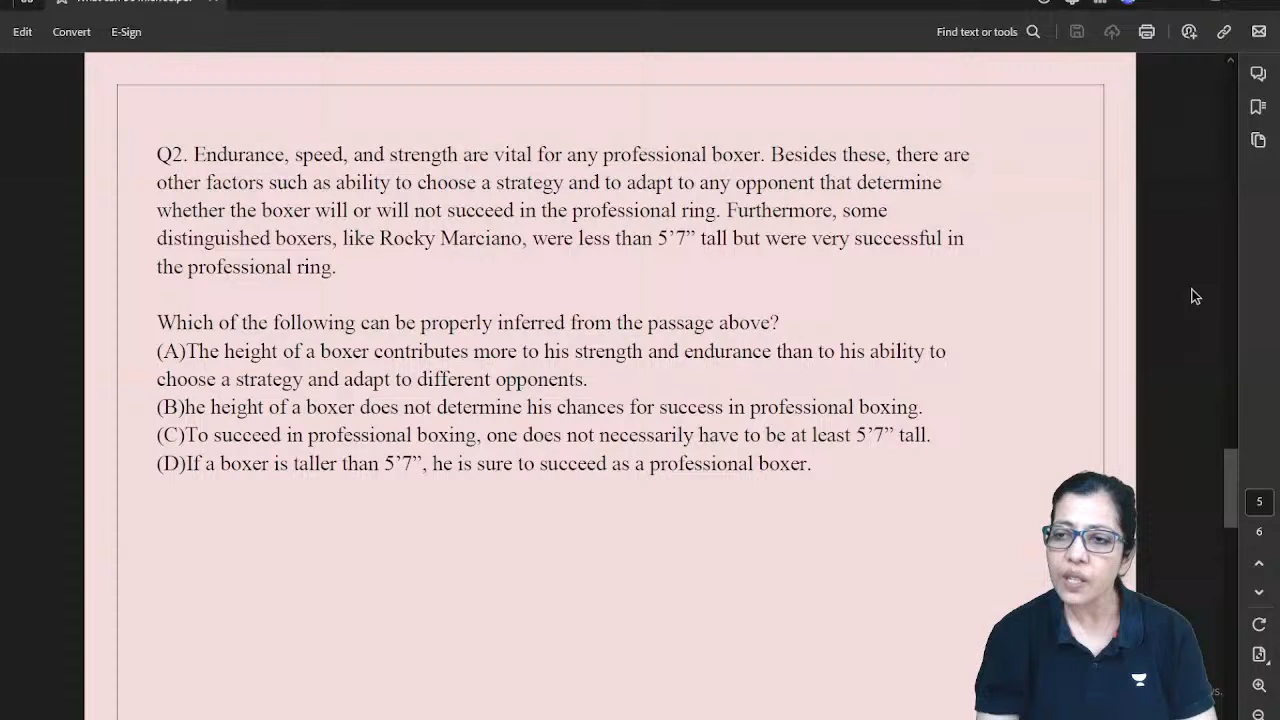 Edit Convert E-Sign Find text or tools
Q2. Endurance, speed, and strength are vital for any professional boxer. Besides these, there are
other factors such as ability to choose a strategy and to adapt to any opponent that determine
whether the boxer will or will not succeed in the professional ring. Furthermore, some
distinguished boxers, like Rocky Marciano, were less than 5’7” tall but were very successful in
the professional ring.
Which of the following can be properly inferred from the passage above?
(A)The height of a boxer contributes more to his strength and endurance than to his ability to
choose a strategy and adapt to different opponents.
(B)he height of a boxer does not determine his chances for success in professional boxing.
(C)To succeed in professional boxing, one does not necessarily have to be at least 5’7” tall.
(D)If a boxer is taller than 5’7”, he is sure to succeed as a professional boxer.
5
6